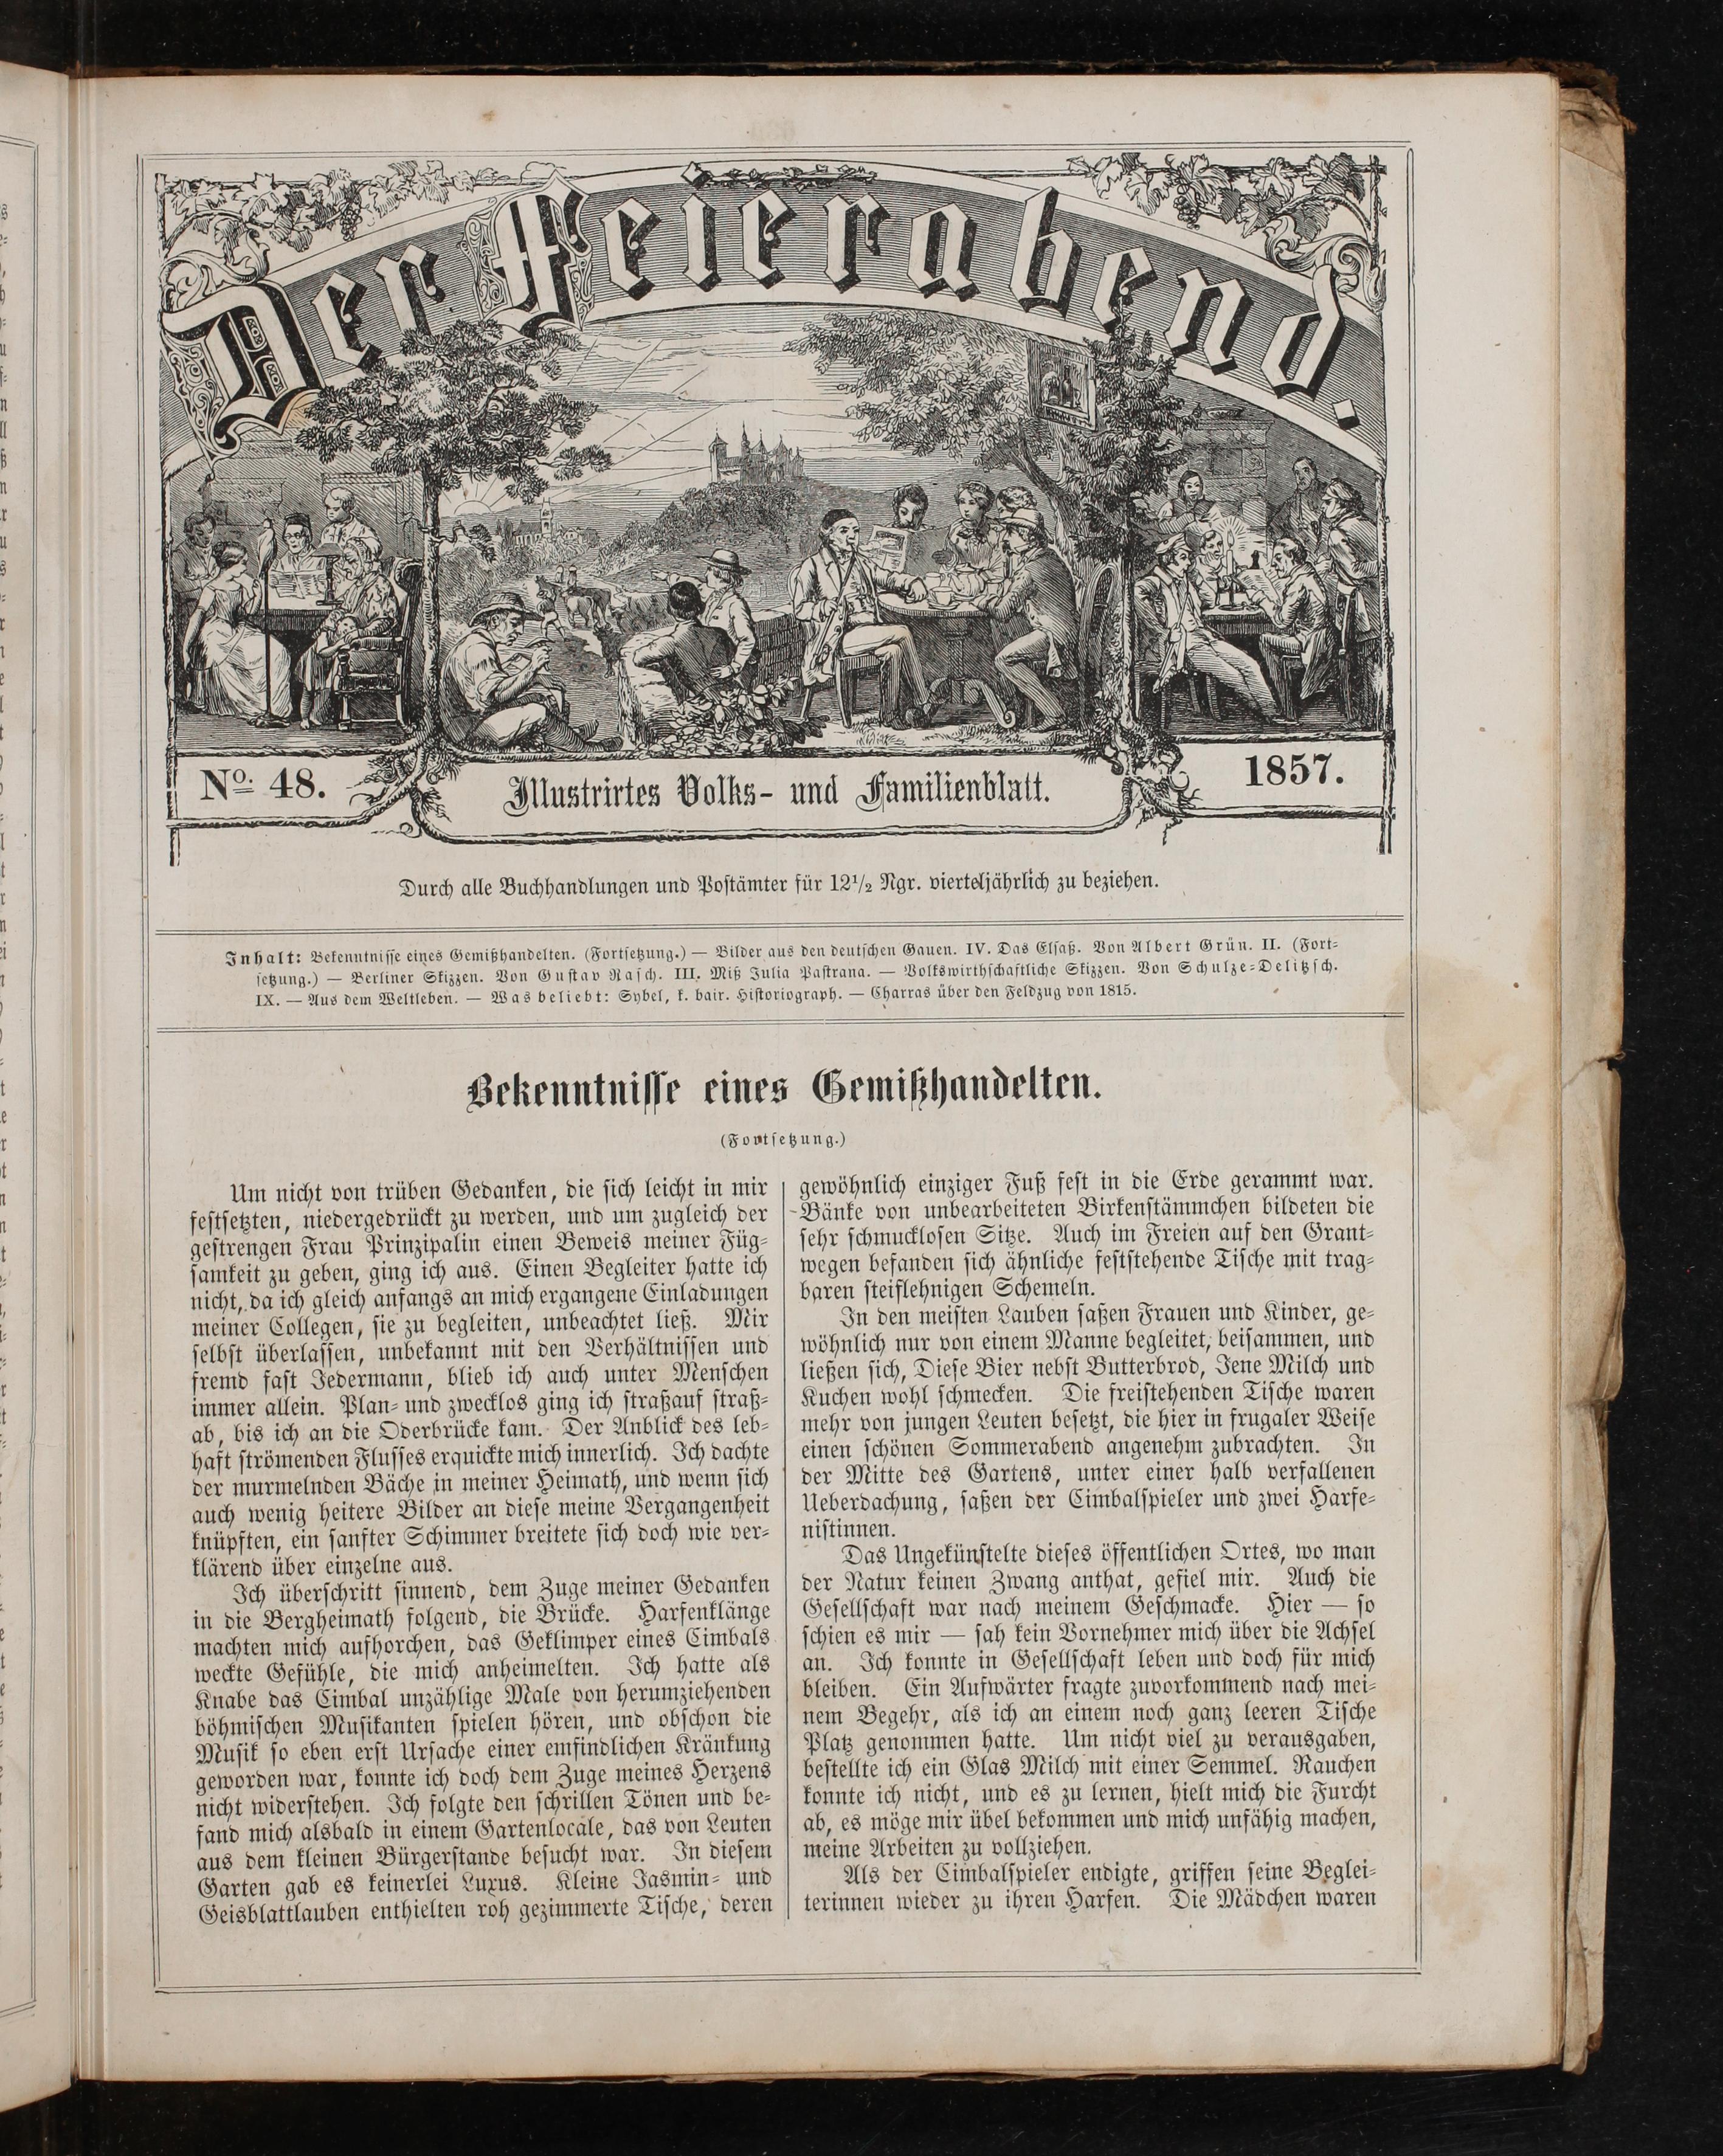 Der Feierabend.
No. 48.
Illustrirtes Volks- und Familienblatt.
1857.
Durch alle Buchhandlungen und Postämter für 12½ Ngr. vierteljährlich zu beziehen.
Inhalt: Bekenntnisse eines Gemißhandelten. (Fortsetzung.) — Bilder aus den deutschen Gauen. IV. Das Elsaß. Von Albert Grün. II. (Fort-
setzung.) — Berliner Skizzen. Von Gustav Rasch. III. Miß Julia Pastrana. — Volkswirthschaftliche Skizzen. Von Schulze-Delitzsch.
IX. — Aus dem Weltleben. — Was beliebt: Sybel, k. bair. Historiograph. — Charras über den Feldzug von 1815.
Bekenntnisse eines Gemißhandelten.
(Fortsetzung.)
Um nicht von trüben Gedanken, die sich leicht in mir
festsetzten, niedergedrückt zu werden, und um zugleich der
gestrengen Frau Prinzipalin einen Beweis meiner Füg-
samkeit zu geben, ging ich aus. Einen Begleiter hatte ich
nicht, da ich gleich anfangs an mich ergangene Einladungen
meiner Collegen, sie zu begleiten, unbeachtet ließ. Mir
selbst überlassen, unbekannt mit den Verhältnissen und
fremd fast Jedermann, blieb ich auch unter Menschen
immer allein. Plan- und zwecklos ging ich straßauf straß-
ab, bis ich an die Oderbrücke kam. Der Anblick des leb-
haft strömenden Flusses erquickte mich innerlich. Ich dachte
der murmelnden Bäche in meiner Heimath, und wenn sich
auch wenig heitere Bilder an diese meine Vergangenheit
knüpften, ein sanfter Schimmer breitete sich doch wie ver-
klärend über einzelne aus.
Ich überschritt sinnend, dem Zuge meiner Gedanken
in die Bergheimath folgend, die Brücke. Harfenklänge
machten mich aufhorchen, das Geklimper eines Cimbals
weckte Gefühle, die mich anheimelten. Ich hatte als
Knabe das Cimbal unzählige Male von herumziehenden
böhmischen Musikanten spielen hören, und obschon die
Musik so eben erst Ursache einer emfindlichen Kränkung
geworden war, konnte ich doch dem Zuge meines Herzens
nicht widerstehen. Ich folgte den schrillen Tönen und be-
fand mich alsbald in einem Gartenlocale, das von Leuten
aus dem kleinen Bürgerstande besucht war. In diesem
Garten gab es keinerlei Luxus. Kleine Jasmin- und
Geisblattlauben enthielten roh gezimmerte Tische, deren
gewöhnlich einziger Fuß fest in die Erde gerammt war.
Bänke von unbearbeiteten Birkenstämmchen bildeten die
sehr schmucklosen Sitze. Auch im Freien auf den Grant-
wegen befanden sich ähnliche feststehende Tische mit trag-
baren steiflehnigen Schemeln.
In den meisten Lauben saßen Frauen und Kinder, ge-
wöhnlich nur von einem Manne begleitet, beisammen, und
ließen sich, Diese Bier nebst Butterbrod, Jene Milch und
Kuchen wohl schmecken. Die freistehenden Tische waren
mehr von jungen Leuten besetzt, die hier in frugaler Weise
einen schönen Sommerabend angenehm zubrachten. In
der Mitte des Gartens, unter einer halb verfallenen
Ueberdachung, saßen der Cimbalspieler und zwei Harfe-
nistinnen.
Das Ungekünstelte dieses öffentlichen Ortes, wo man
der Natur keinen Zwang anthat, gefiel mir. Auch die
Gesellschaft war nach meinem Geschmacke. Hier — so
schien es mir — sah kein Vornehmer mich über die Achsel
an. Ich konnte in Gesellschaft leben und doch für mich
bleiben. Ein Aufwärter fragte zuvorkommend nach mei-
nem Begehr, als ich an einem noch ganz leeren Tische
Platz genommen hatte. Um nicht viel zu verausgaben,
bestellte ich ein Glas Milch mit einer Semmel. Rauchen
konnte ich nicht, und es zu lernen, hielt mich die Furcht
ab, es möge mir übel bekommen und mich unfähig machen,
meine Arbeiten zu vollziehen.
Als der Cimbalspieler endigte, griffen seine Beglei-
terinnen wieder zu ihren Harfen. Die Mädchen waren